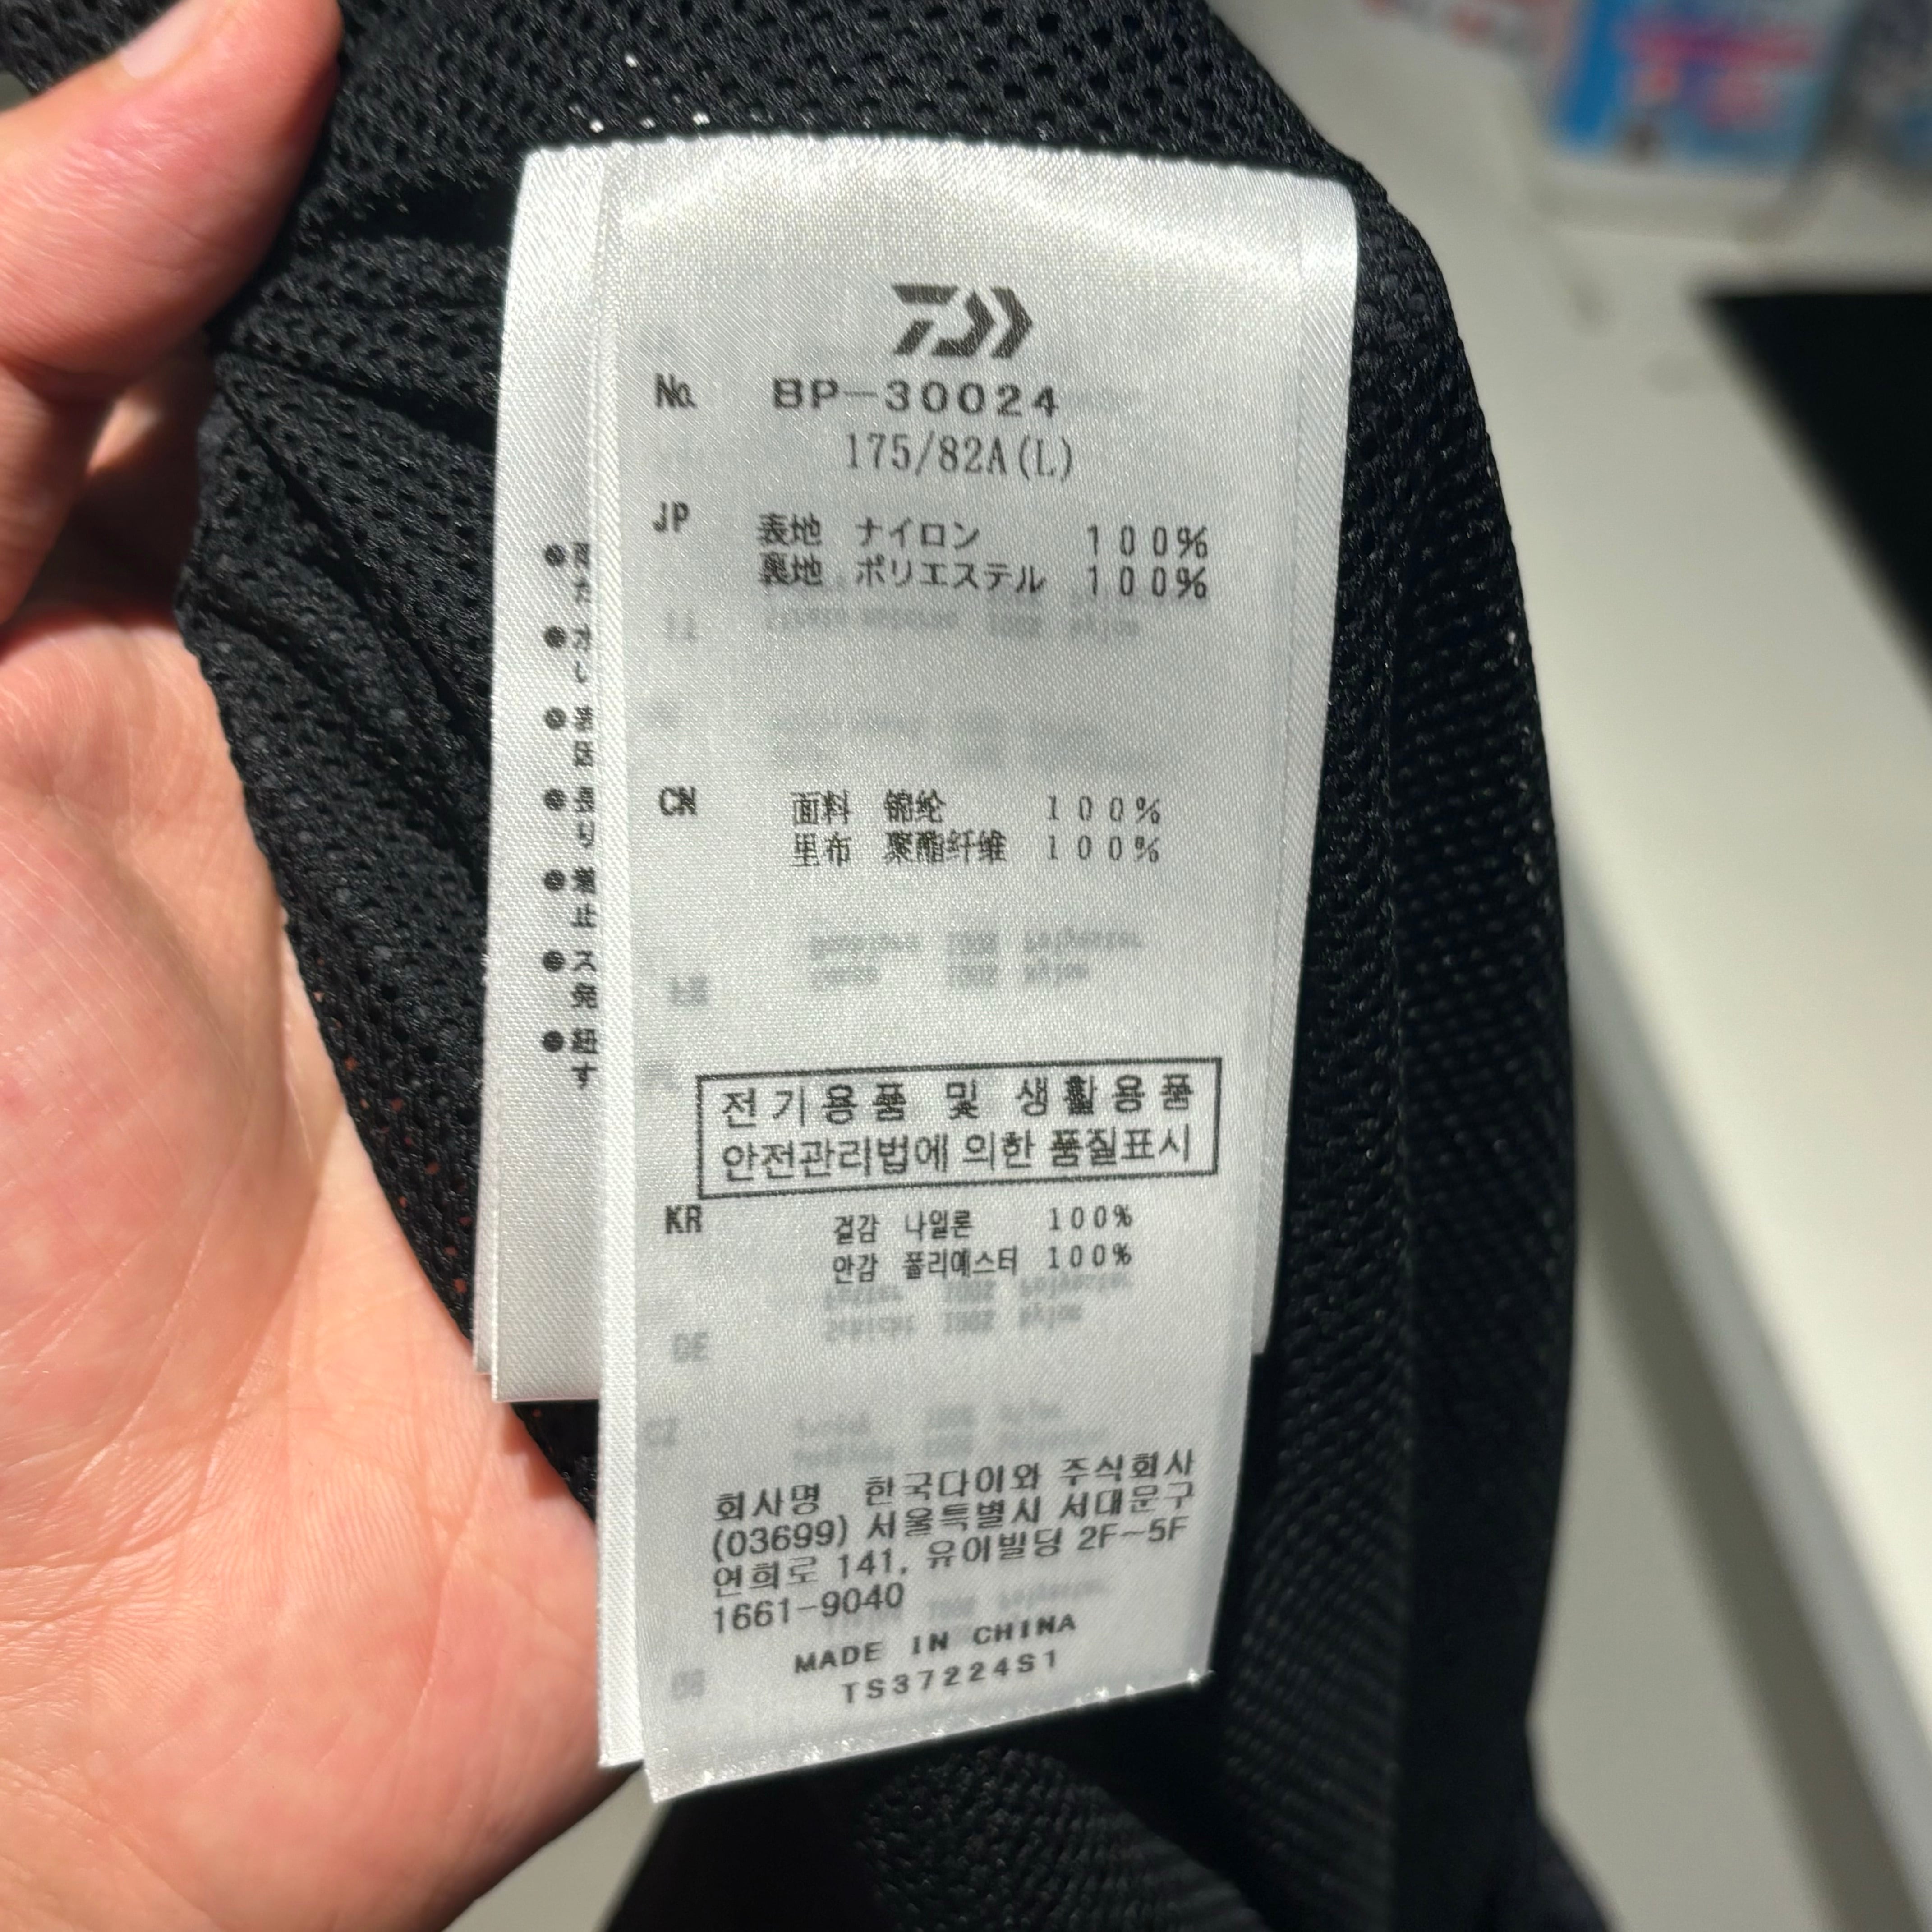 No. BP-30024
175/82A(L)
JP 表地 ナイロン 100%
裏地 ポリエステル 100%
CN 面料 锦纶 100%
里布 聚酯纤维 100%
전기용품 및 생활용품
안전관리법에 의한 품질표시
KR 겉감 나일론 100%
안감 폴리에스터 100%
회사명 한국다이와 주식회사
(03699) 서울특별시 서대문구
연희로 141, 유이빌딩 2F~5F
1661-9040
MADE IN CHINA
TS37224S1